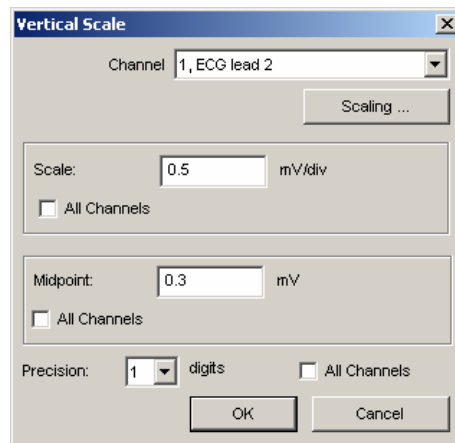 Vertical Scale
Channel 1, ECG lead 2
Scaling ...
Scale: 0.5 mV/div
All Channels
Midpoint: 0.3 mV
All Channels
Precision: 1 digits All Channels
OK Cancel